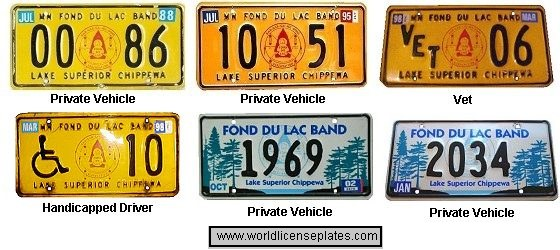 JUL MN FOND DU LAC BAND 88
00 86
LAKE SUPERIOR CHIPPEWA
Private Vehicle
JUL MN FOND DU LAC BAND 95
10 51
LAKE SUPERIOR CHIPPEWA
Private Vehicle
98 MN FOND DU LAC BAND MAR
VET 06
LAKE SUPERIOR CHIPPEWA
Vet
MAR MN FOND DU LAC BAND 99
10
LAKE SUPERIOR CHIPPEWA
Handicapped Driver
FOND DU LAC BAND
1969
OCT Lake Superior Chippewa 02
Private Vehicle
FOND DU LAC BAND
2034
JAN Lake Superior Chippewa
Private Vehicle
www.worldlicenseplates.com